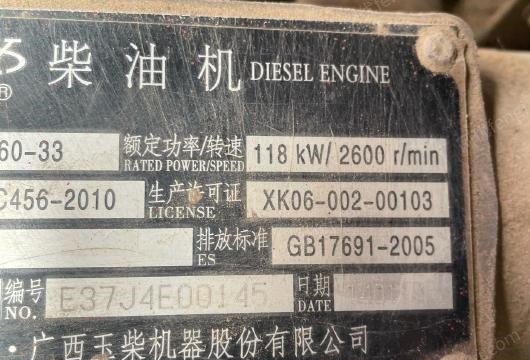 ® 柴油机 DIESEL ENGINE
60-33 额定功率/转速 RATED POWER/SPEED 118 kW/ 2600 r/min
C456-2010 生产许可证 LICENSE XK06-002-00103
排放标准 ES GB17691-2005
编号 NO. E37J4E00145 日期 DATE
·广西玉柴机器股份有限公司